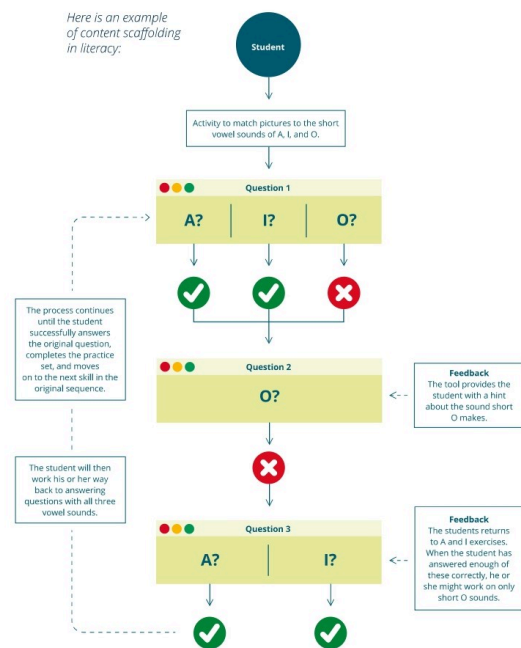 Here is an example
of content scaffolding
in literacy:
Student
Activity to match pictures to the short
vowel sounds of A, I, and O.
Question 1
A?
I?
O?
The process continues
until the student
successfully answers
the original question,
completes the practice
set, and moves
on to the next skill in the
original sequence.
Question 2
O?
Feedback
The tool provides the
student with a hint
about the sound short
O makes.
The student will then
work his or her way
back to answering
questions with all three
vowel sounds.
Question 3
A?
I?
Feedback
The students returns
to A and I exercises.
When the student has
answered enough of
these correctly, he or
she might work on only
short O sounds.